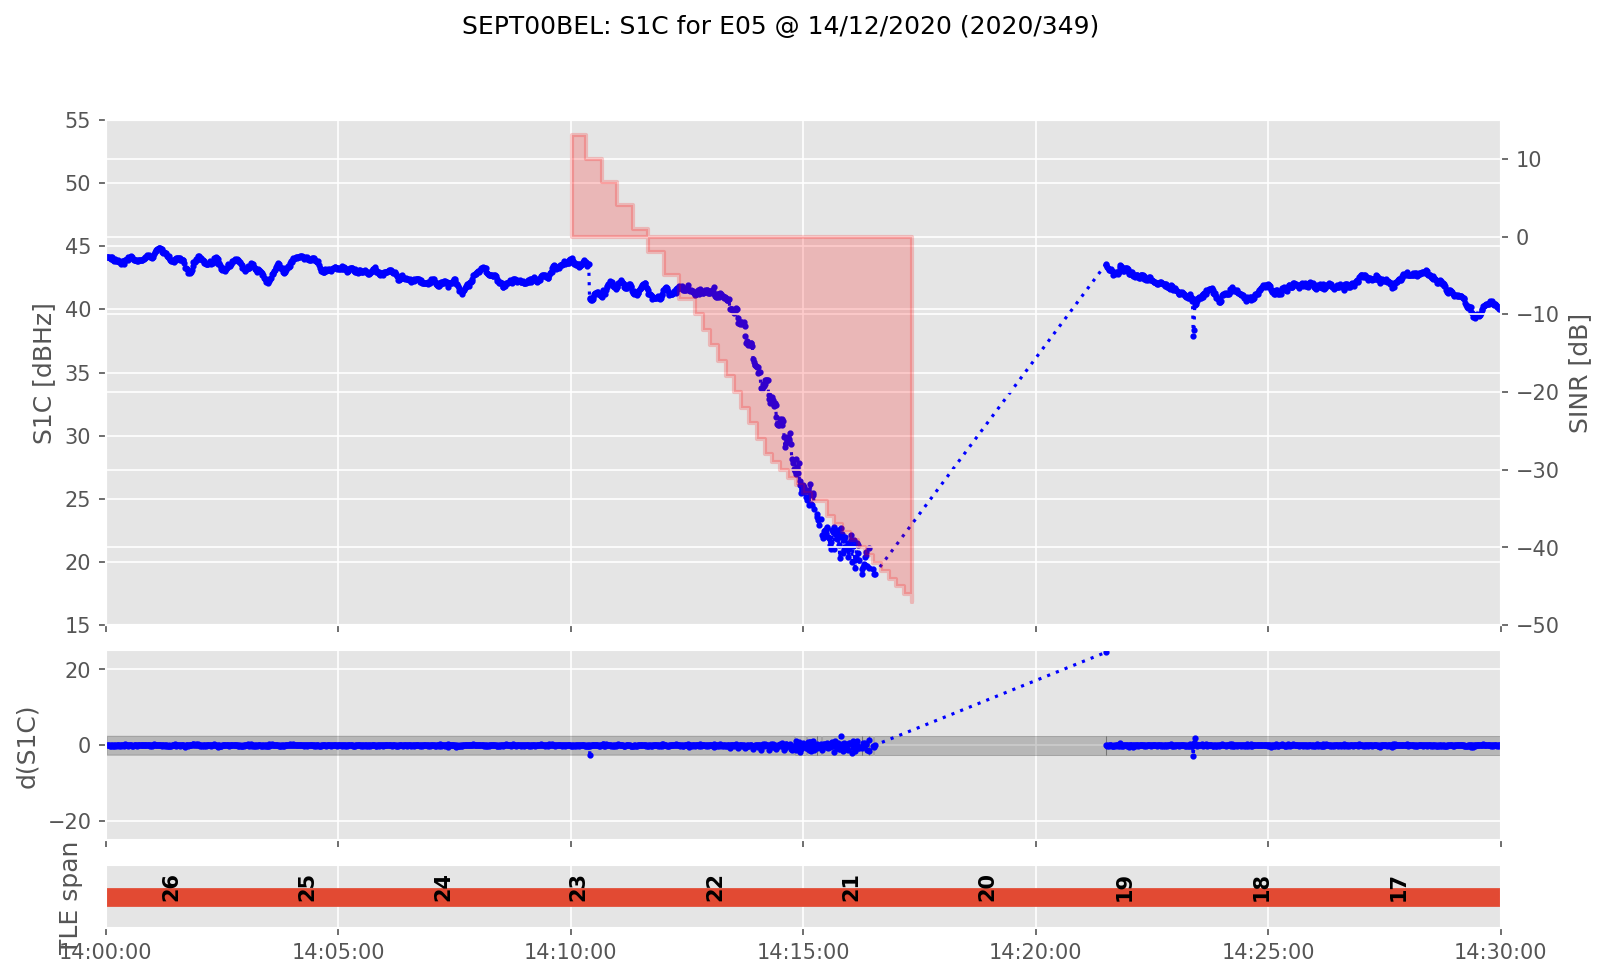 SEPT00BEL: S1C for E05 @ 14/12/2020 (2020/349)
S1C [dBHz]
55
50
45
40
35
30
25
20
15
SINR [dB]
10
0
−10
−20
−30
−40
−50
d(S1C)
20
0
−20
TLE span
26 25 24 23 22 21 20 19 18 17
14:00:00 14:05:00 14:10:00 14:15:00 14:20:00 14:25:00 14:30:00